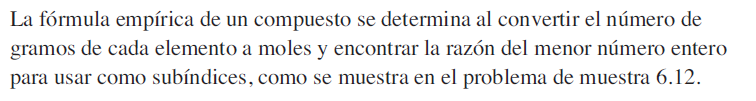 La fórmula empírica de un compuesto se determina al convertir el número de
gramos de cada elemento a moles y encontrar la razón del menor número entero
para usar como subíndices, como se muestra en el problema de muestra 6.12.